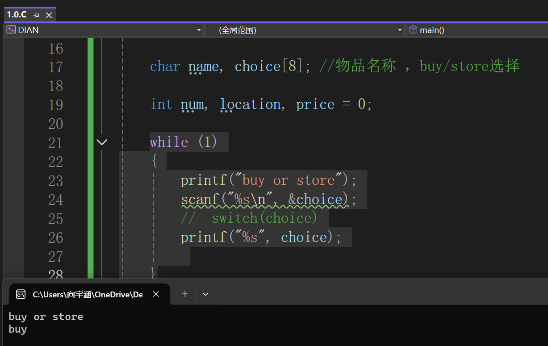 1.0.C
DIAN (全局范围) main()
16
17 char name, choice[8]; //物品名称 ，buy/store选择
18
19 int num, location, price = 0;
20
21 while (1)
22 {
23 printf("buy or store");
24 scanf("%s\n", &choice);
25 // switch(choice)
26 printf("%s", choice);
27
28 }
C:\Users\向宇涵\OneDrive\De
buy or store
buy